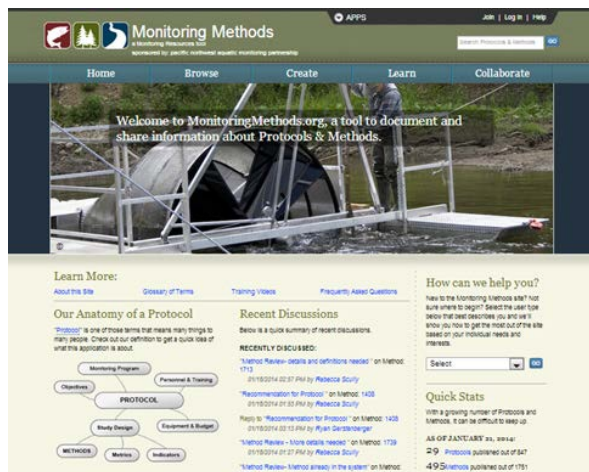 APPS
Join | Log In | Help
Monitoring Methods
a Monitoring Resources tool
sponsored by: pacific northwest aquatic monitoring partnership
Search Protocols & Methods GO
Home Browse Create Learn Collaborate
Welcome to MonitoringMethods.org, a tool to document and
share information about Protocols & Methods.
Learn More:
About this Site Glossary of Terms Training Videos Frequently Asked Questions
Our Anatomy of a Protocol
"Protocol" is one of those terms that means many things to
many people. Check out our definition to get a quick idea of
what this application is about.
Monitoring Program
Objectives
Personnel & Training
PROTOCOL
Study Design
Equipment & Budget
METHODS
Metrics
Indicators
Recent Discussions
Below is a quick summary of recent discussions.
RECENTLY DISCUSSED:
"Method Review- details and definitions needed " on Method:
1713
01/15/2014 02:57 PM by Rebecca Scully
"Recommendation for Protocol " on Method: 1408
01/15/2014 01:53 PM by Rebecca Scully
Reply to "Recommendation for Protocol " on Method: 1408
01/15/2014 03:13 PM by Ryan Gerstenberger
"Method Review - More details needed " on Method: 1739
01/15/2014 01:27 PM by Rebecca Scully
"Method Review- Method already in the system" on Method:
How can we help you?
New to the Monitoring Methods site? Not
sure where to begin? Select the user type
below that best describes you and we'll
show you how to get the most out of the site
based on your individual needs and
interests.
Select GO
Quick Stats
With a growing number of Protocols and
Methods, it can be difficult to keep up.
AS OF JANUARY 21, 2014:
29 Protocols published out of 547
495 Methods published out of 1751